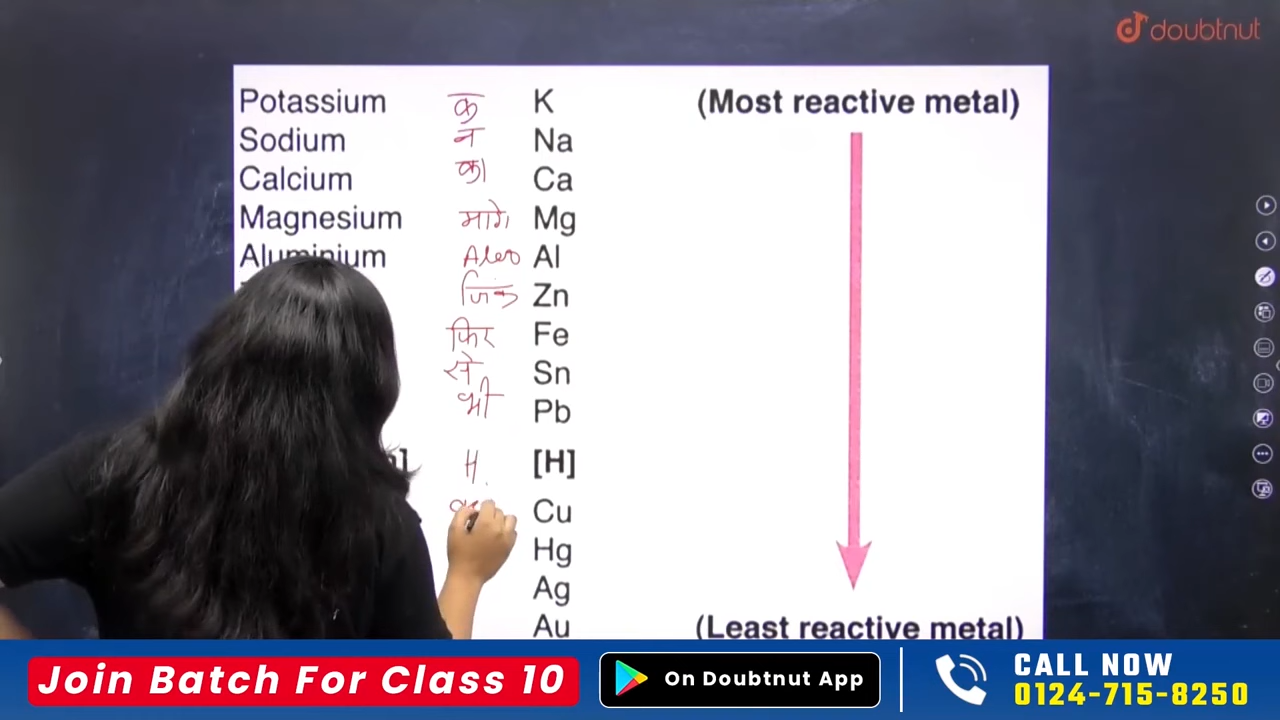 doubtnut
Potassium क K (Most reactive metal)
Sodium न Na
Calcium का Ca
Magnesium मागे Mg
Aluminium Aleo Al
जिंक Zn
फिर Fe
से Sn
भी Pb
H [H]
Cu
Hg
Ag
Au (Least reactive metal)
Join Batch For Class 10
On Doubtnut App
CALL NOW
0124-715-8250